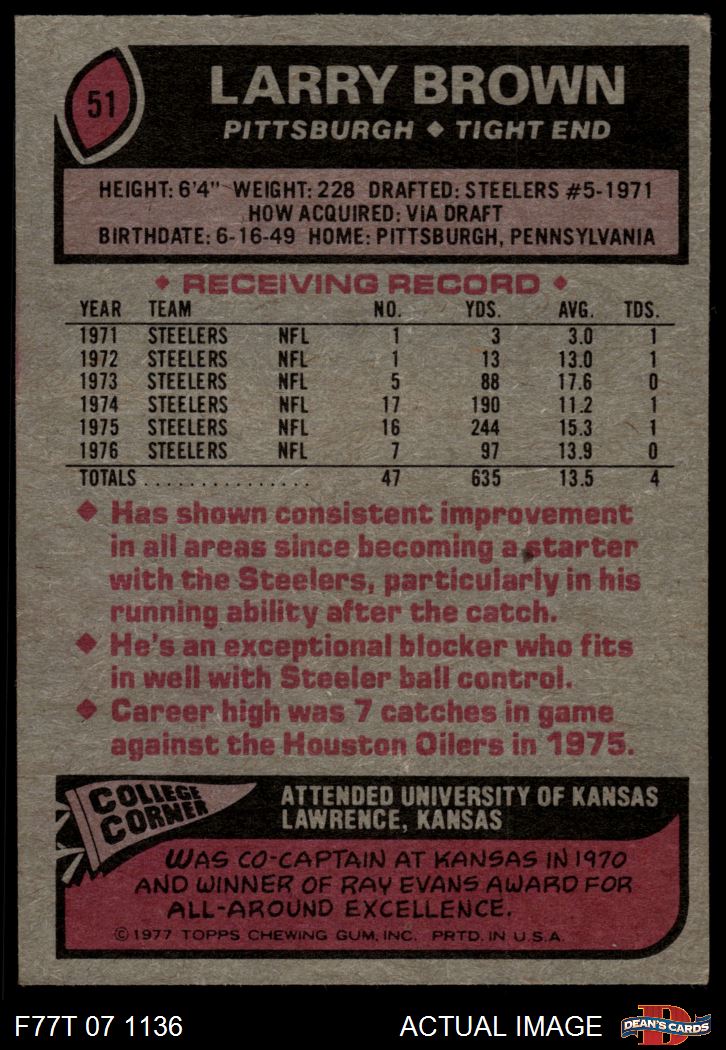 51
LARRY BROWN
PITTSBURGH ◆ TIGHT END
HEIGHT: 6'4" WEIGHT: 228 DRAFTED: STEELERS #5-1971
HOW ACQUIRED: VIA DRAFT
BIRTHDATE: 6-16-49 HOME: PITTSBURGH, PENNSYLVANIA
◆ RECEIVING RECORD ◆
YEAR TEAM NO. YDS. AVG. TDS.
1971 STEELERS NFL 1 3 3.0 1
1972 STEELERS NFL 1 13 13.0 1
1973 STEELERS NFL 5 88 17.6 0
1974 STEELERS NFL 17 190 11.2 1
1975 STEELERS NFL 16 244 15.3 1
1976 STEELERS NFL 7 97 13.9 0
TOTALS............... 47 635 13.5 4
◆ Has shown consistent improvement
in all areas since becoming a starter
with the Steelers, particularly in his
running ability after the catch.
◆ He's an exceptional blocker who fits
in well with Steeler ball control.
◆ Career high was 7 catches in game
against the Houston Oilers in 1975.
COLLEGE
CORNER
ATTENDED UNIVERSITY OF KANSAS
LAWRENCE, KANSAS
WAS CO-CAPTAIN AT KANSAS IN 1970
AND WINNER OF RAY EVANS AWARD FOR
ALL-AROUND EXCELLENCE.
© 1977 TOPPS CHEWING GUM, INC. PRTD. IN U.S.A.
F77T 07 1136
ACTUAL IMAGE
D
DEAN'S CARDS